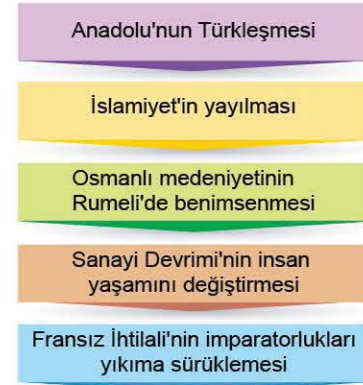 Anadolu'nun Türkleşmesi
İslamiyet'in yayılması
Osmanlı medeniyetinin
Rumeli'de benimsenmesi
Sanayi Devrimi'nin insan
yaşamını değiştirmesi
Fransız İhtilali'nin imparatorlukları
yıkıma sürüklemesi